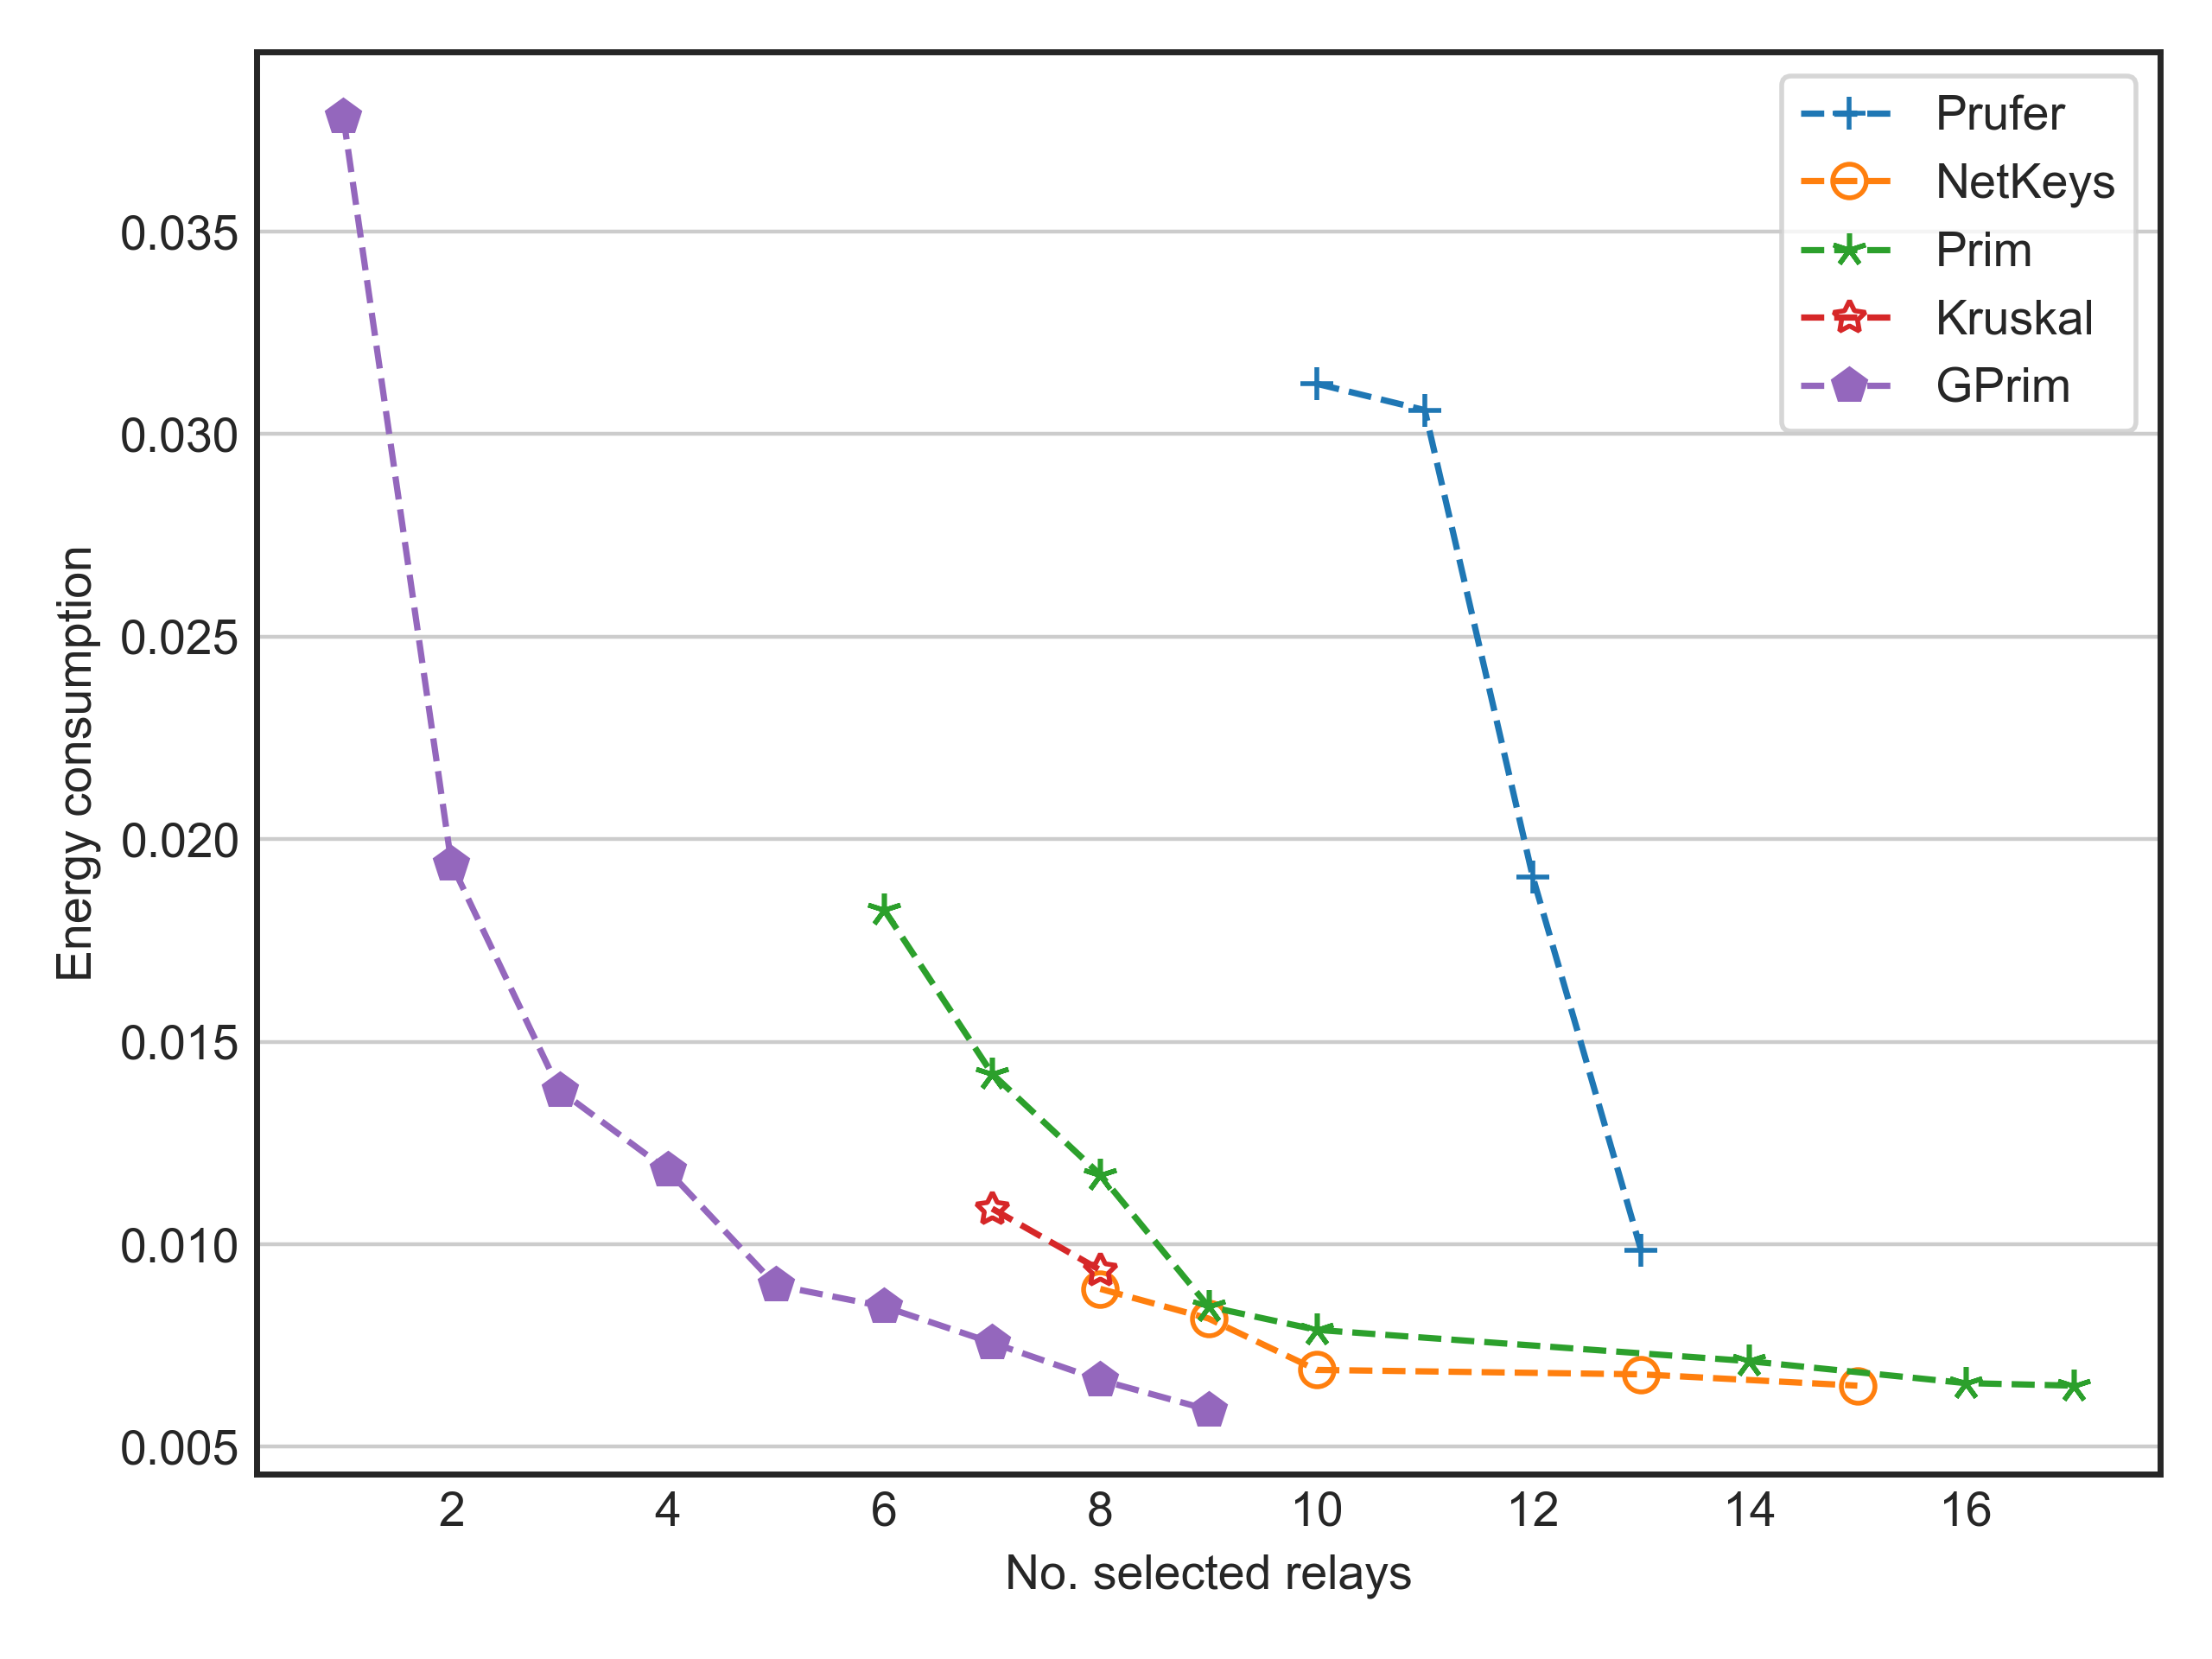 Prufer
NetKeys
Prim
Kruskal
GPrim
0.035
0.030
0.025
0.020
0.015
0.010
0.005
Energy consumption
2 4 6 8 10 12 14 16
No. selected relays